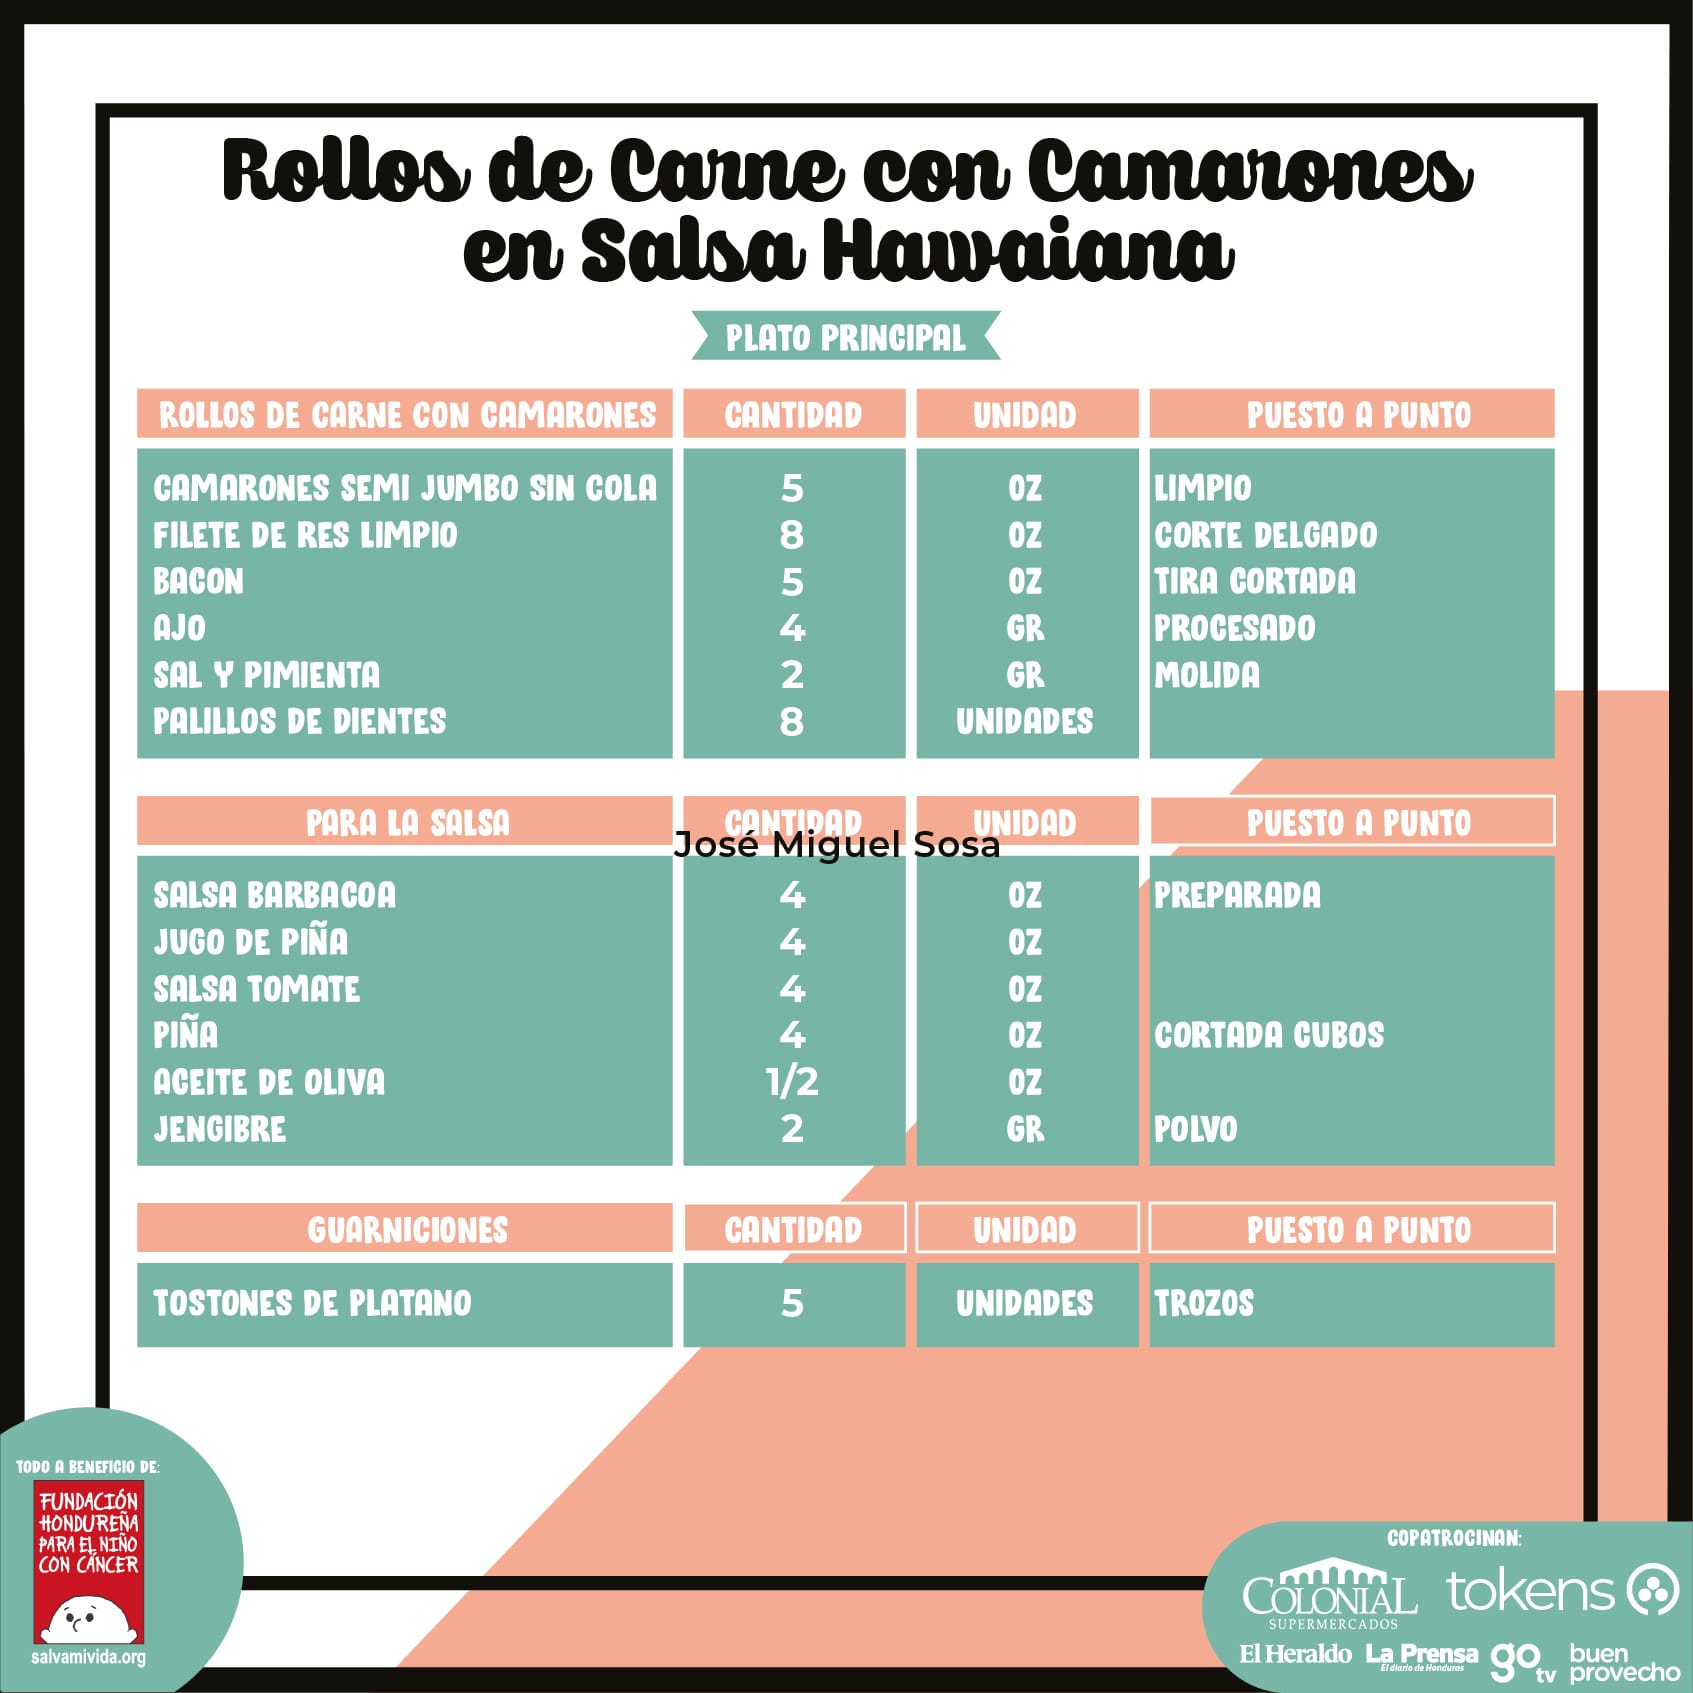 Rollos de Carne con Camarones
en Salsa Hawaiana
PLATO PRINCIPAL
ROLLOS DE CARNE CON CAMARONES CANTIDAD UNIDAD PUESTO A PUNTO
CAMARONES SEMI JUMBO SIN COLA 5 OZ LIMPIO
FILETE DE RES LIMPIO 8 OZ CORTE DELGADO
BACON 5 OZ TIRA CORTADA
AJO 4 GR PROCESADO
SAL Y PIMIENTA 2 GR MOLIDA
PALILLOS DE DIENTES 8 UNIDADES
PARA LA SALSA CANTIDAD UNIDAD PUESTO A PUNTO
José Miguel Sosa
SALSA BARBACOA 4 OZ PREPARADA
JUGO DE PIÑA 4 OZ
SALSA TOMATE 4 OZ
PIÑA 4 OZ CORTADA CUBOS
ACEITE DE OLIVA 1/2 OZ
JENGIBRE 2 GR POLVO
GUARNICIONES CANTIDAD UNIDAD PUESTO A PUNTO
TOSTONES DE PLATANO 5 UNIDADES TROZOS
TODO A BENEFICIO DE:
FUNDACIÓN
HONDUREÑA
PARA EL NIÑO
CON CÁNCER
salvamivida.org
COPATROCINAN:
COLONIAL
SUPERMERCADOS
tokens
El Heraldo
La Prensa
El diario de Honduras
go tv
buen
provecho